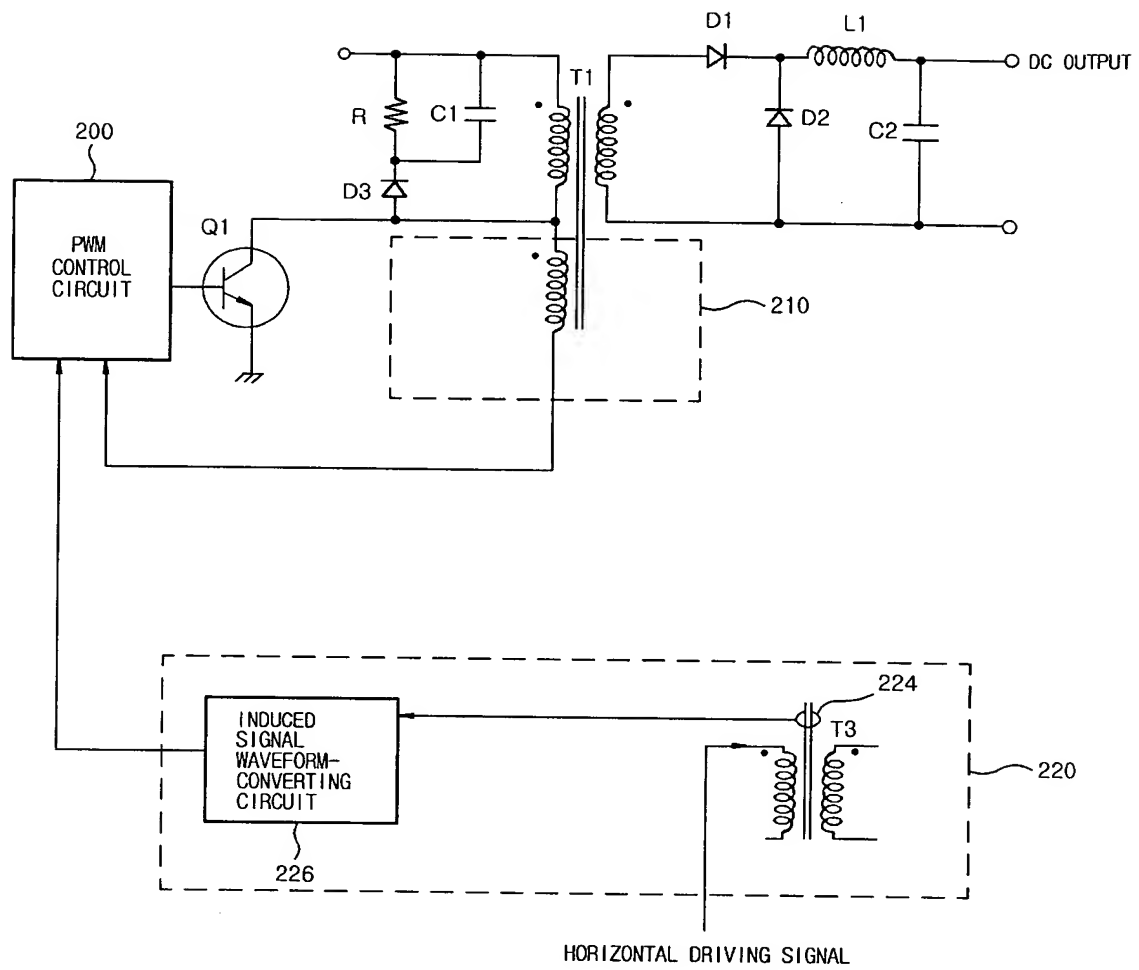 D1
L1
DC OUTPUT
T1
R
C1
D2
C2
200
D3
Q1
PWM
CONTROL
CIRCUIT
210
224
INDUCED
SIGNAL
WAVEFORM-
CONVERTING
CIRCUIT
T3
220
226
HORIZONTAL DRIVING SIGNAL